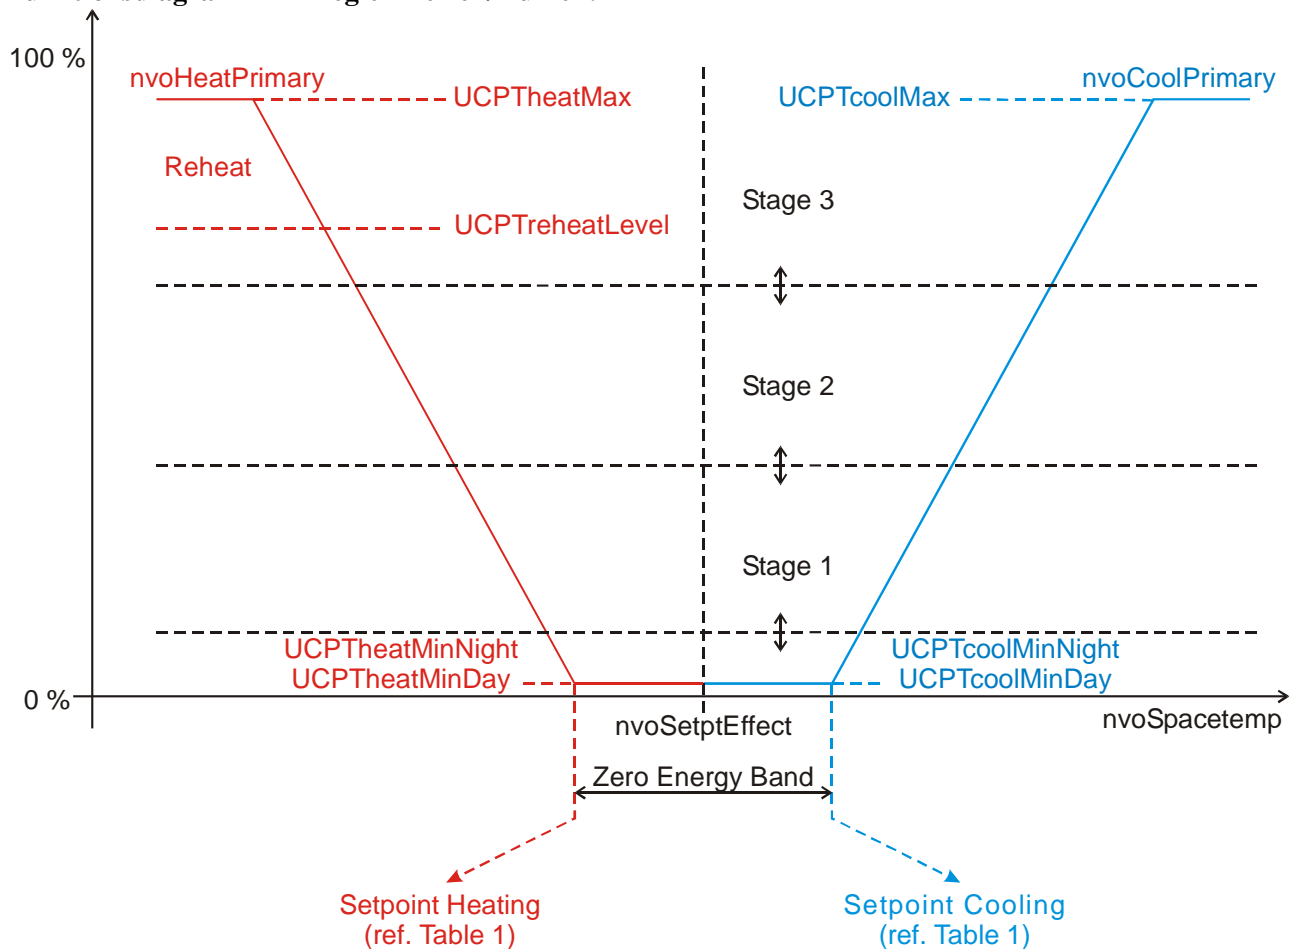 100 %
nvoHeatPrimary
UCPTheatMax
UCPTcoolMax
nvoCoolPrimary
Reheat
UCPTreheatLevel
Stage 3
Stage 2
Stage 1
UCPTheatMinNight
UCPTheatMinDay
UCPTcoolMinNight
UCPTcoolMinDay
0 %
nvoSetptEffect
nvoSpacetemp
Zero Energy Band
Setpoint Heating
(ref. Table 1)
Setpoint Cooling
(ref. Table 1)